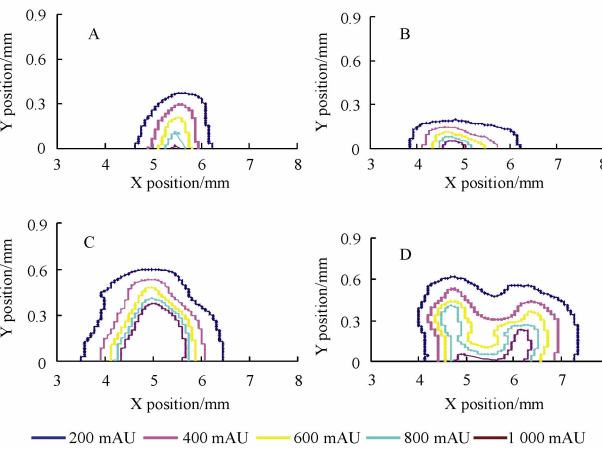 0.9
A
0.6
0.3
0
3 4 5 6 7 8
X position/mm
Y position/mm
0.9
B
0.6
0.3
0
3 4 5 6 7 8
X position/mm
Y position/mm
0.9
C
0.6
0.3
0
3 4 5 6 7 8
X position/mm
Y position/mm
0.9
D
0.6
0.3
0
3 4 5 6 7
X position/mm
Y position/mm
200 mAU 400 mAU 600 mAU 800 mAU 1 000 mAU